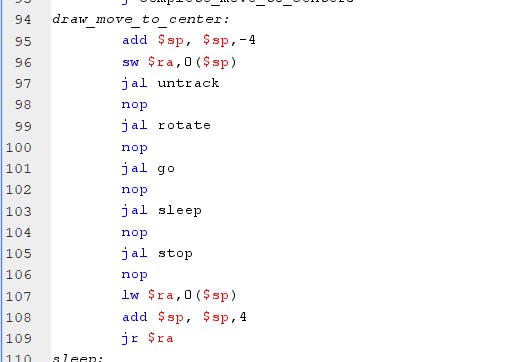 j complete_move_to_centers
94 draw_move_to_center:
95 add $sp, $sp,-4
96 sw $ra,0($sp)
97 jal untrack
98 nop
99 jal rotate
100 nop
101 jal go
102 nop
103 jal sleep
104 nop
105 jal stop
106 nop
107 lw $ra,0($sp)
108 add $sp, $sp,4
109 jr $ra
110 sleep: